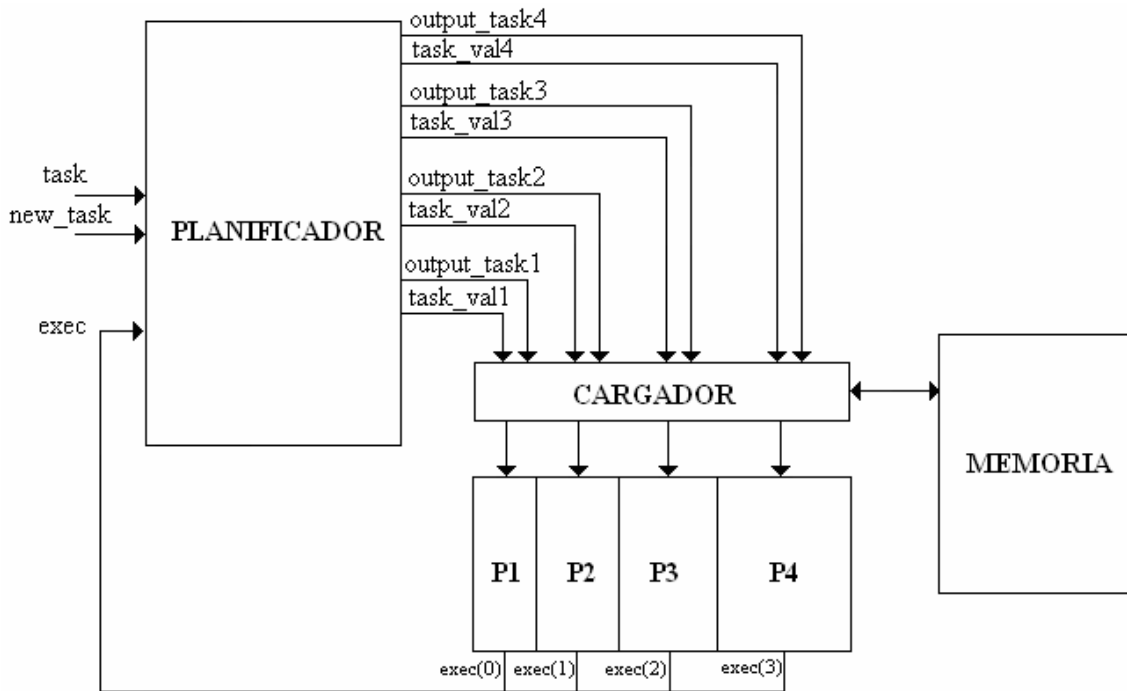 output_task4
task_val4
output_task3
task_val3
task
output_task2
new_task
task_val2
PLANIFICADOR
output_task1
task_val1
exec
CARGADOR
MEMORIA
P1
P2
P3
P4
exec(0)
exec(1)
exec(2)
exec(3)